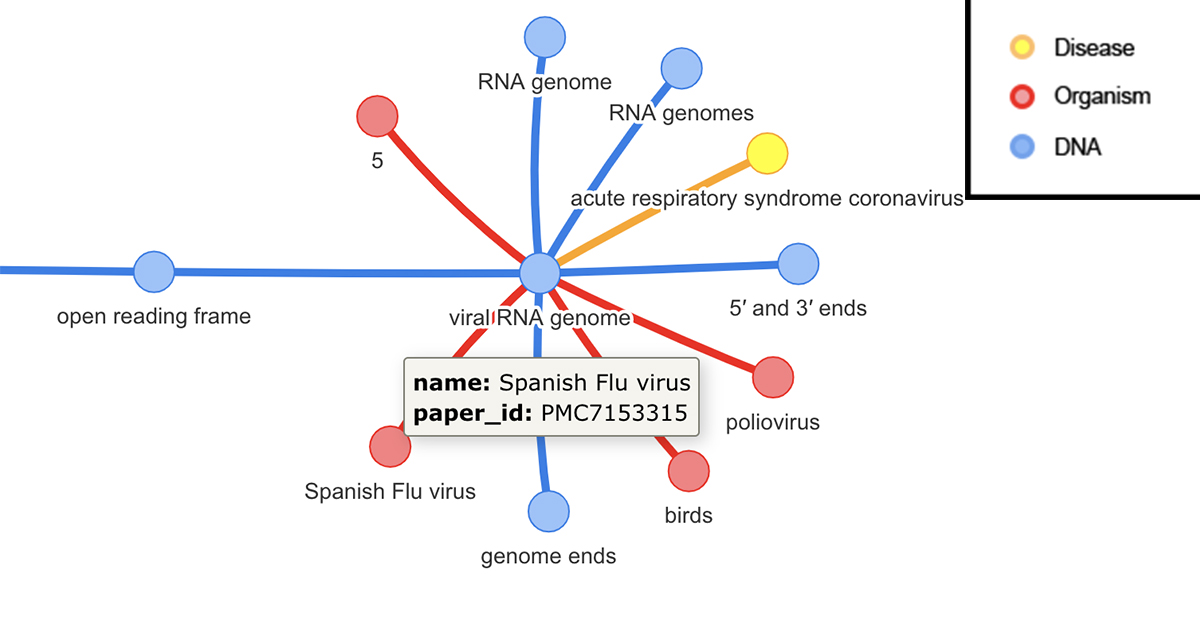 RNA genome
RNA genomes
5
acute respiratory syndrome coronavirus
Disease
Organism
DNA
open reading frame
viral RNA genome
5′ and 3′ ends
name: Spanish Flu virus
paper_id: PMC7153315
poliovirus
Spanish Flu virus
birds
genome ends